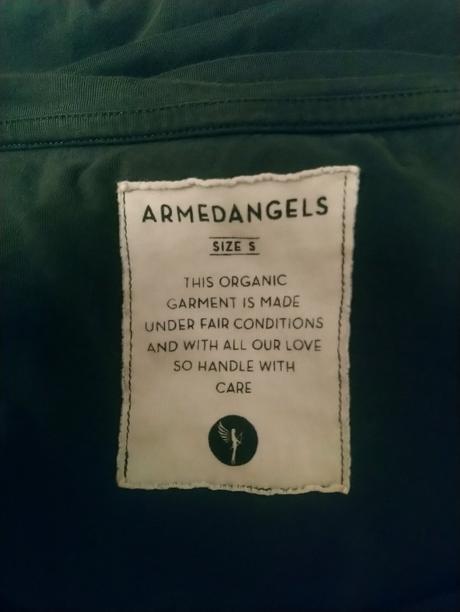 ARMEDANGELS
SIZE S
THIS ORGANIC
GARMENT IS MADE
UNDER FAIR CONDITIONS
AND WITH ALL OUR LOVE
SO HANDLE WITH
CARE